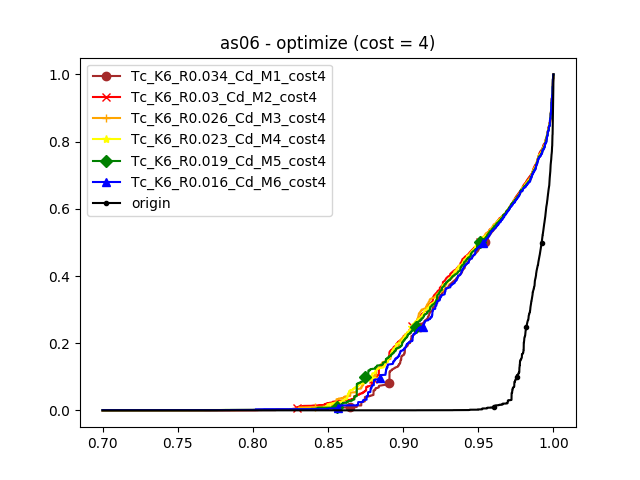 as06 - optimize (cost = 4)
Tc_K6_R0.034_Cd_M1_cost4
Tc_K6_R0.03_Cd_M2_cost4
Tc_K6_R0.026_Cd_M3_cost4
Tc_K6_R0.023_Cd_M4_cost4
Tc_K6_R0.019_Cd_M5_cost4
Tc_K6_R0.016_Cd_M6_cost4
origin
1.0
0.8
0.6
0.4
0.2
0.0
0.70 0.75 0.80 0.85 0.90 0.95 1.00